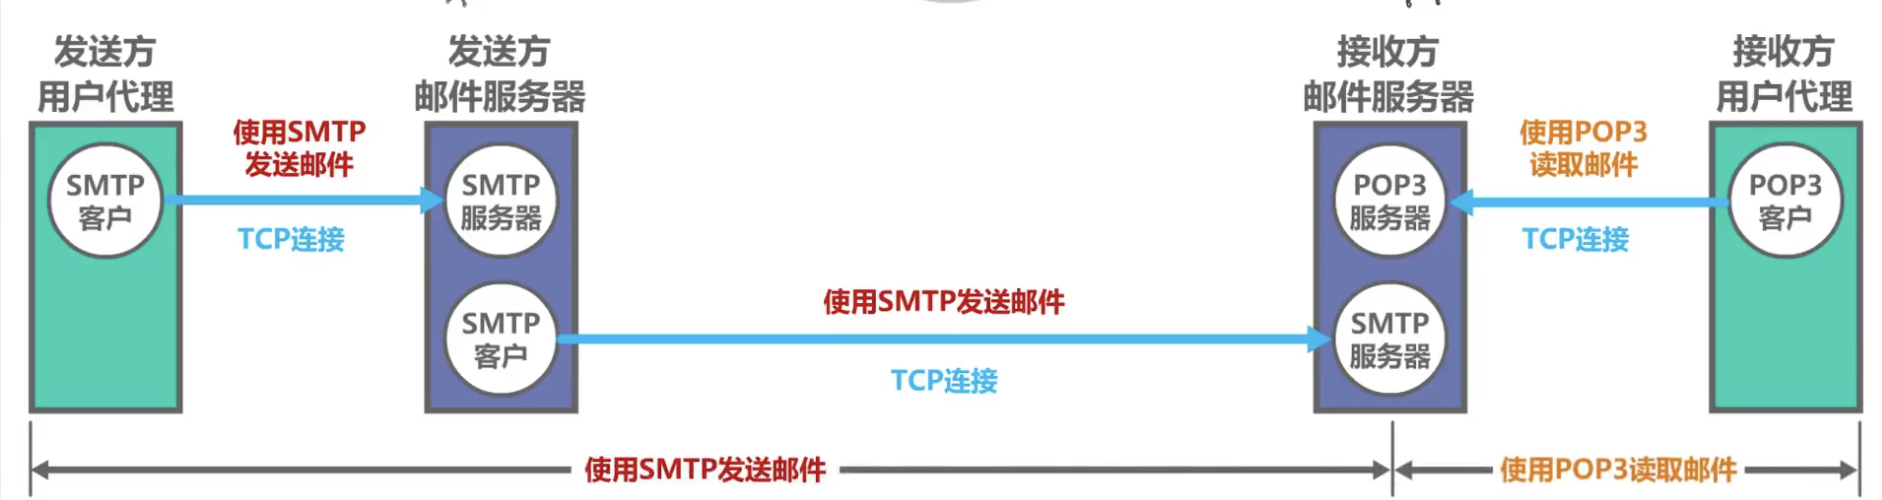 发送方
用户代理
发送方
邮件服务器
接收方
邮件服务器
接收方
用户代理
使用SMTP
发送邮件
使用POP3
读取邮件
SMTP
客户
SMTP
服务器
POP3
服务器
POP3
客户
TCP连接
TCP连接
使用SMTP发送邮件
SMTP
客户
SMTP
服务器
TCP连接
使用SMTP发送邮件
使用POP3读取邮件